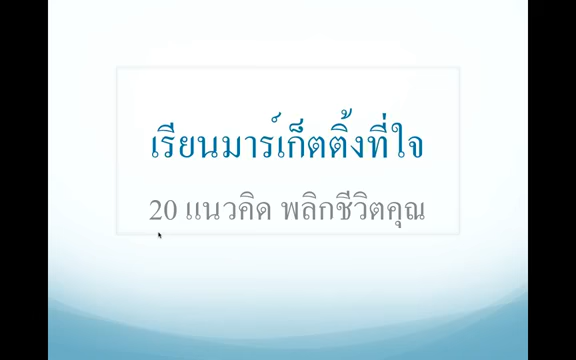 เรียนมาร์เก็ตติ้งที่ใจ
20 แนวคิด พลิกชีวิตคุณ